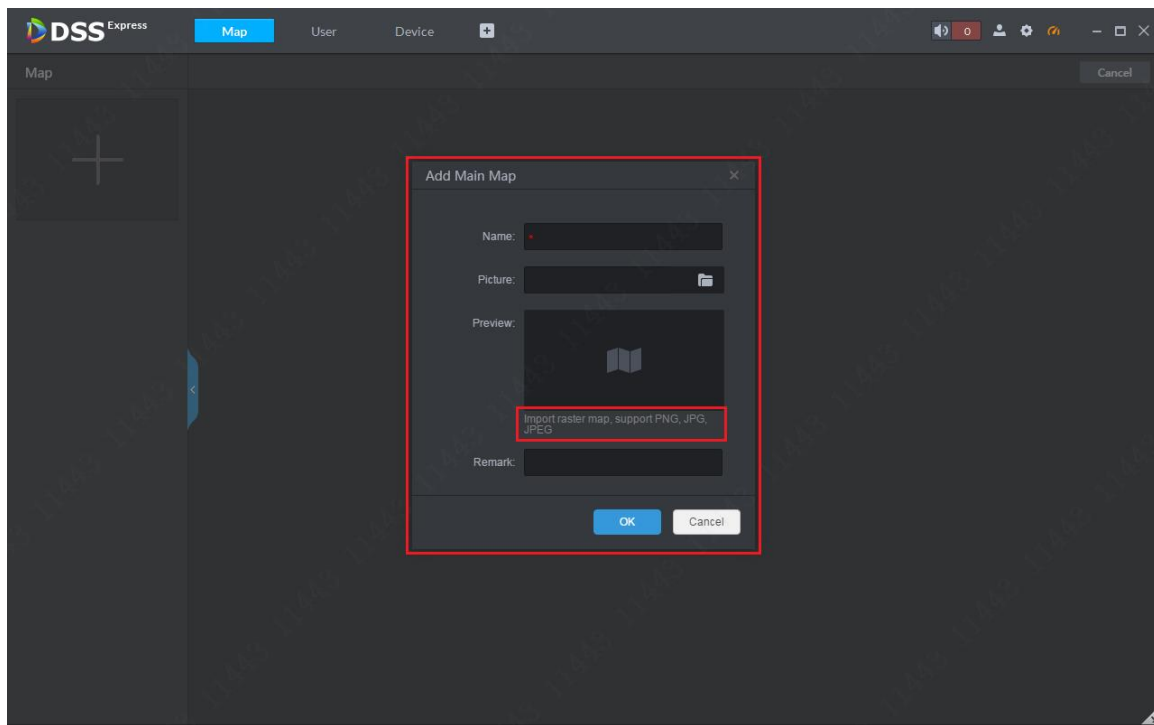 DSS Express
Map User Device
0
Map
Cancel
Add Main Map
Name:
Picture:
Preview:
Import raster map, support PNG, JPG,
JPEG
Remark:
OK Cancel